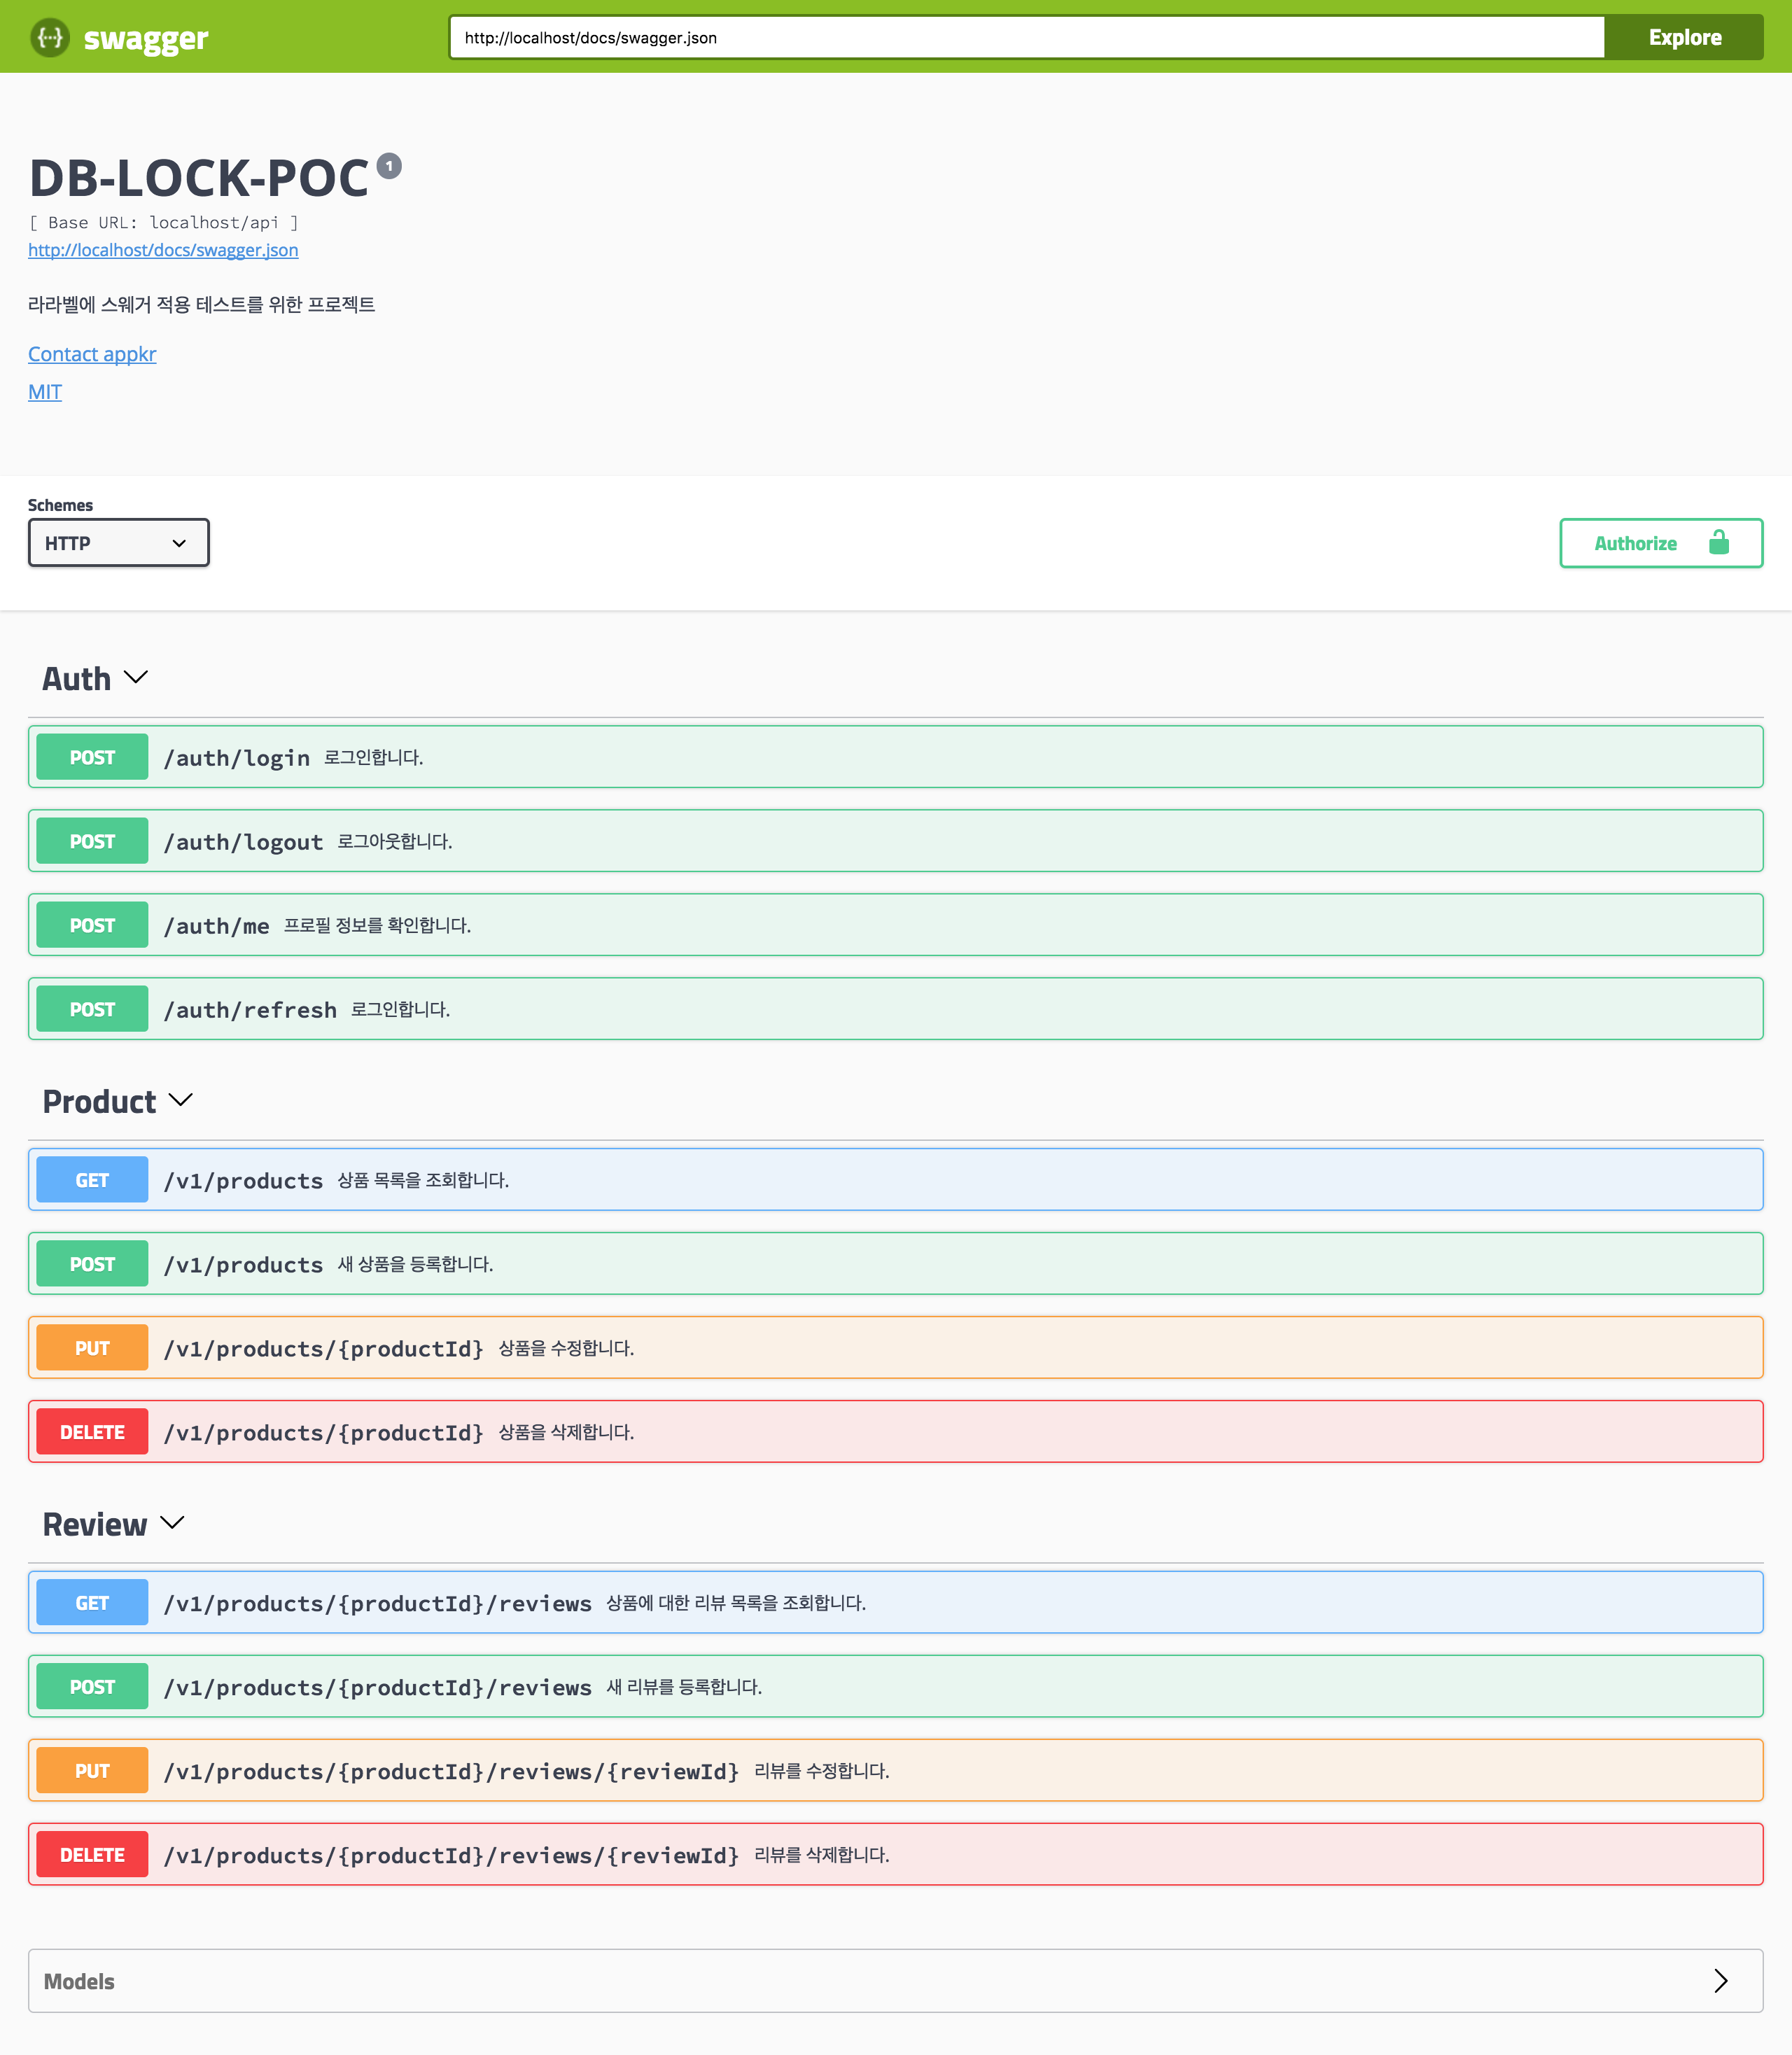 swagger
http://localhost/docs/swagger.json
Explore
DB-LOCK-POC 1
[ Base URL: localhost/api ]
http://localhost/docs/swagger.json
라라벨에 스웨거 적용 테스트를 위한 프로젝트
Contact appkr
MIT
Schemes
HTTP
Authorize
Auth
POST /auth/login 로그인합니다.
POST /auth/logout 로그아웃합니다.
POST /auth/me 프로필 정보를 확인합니다.
POST /auth/refresh 로그인합니다.
Product
GET /v1/products 상품 목록을 조회합니다.
POST /v1/products 새 상품을 등록합니다.
PUT /v1/products/{productId} 상품을 수정합니다.
DELETE /v1/products/{productId} 상품을 삭제합니다.
Review
GET /v1/products/{productId}/reviews 상품에 대한 리뷰 목록을 조회합니다.
POST /v1/products/{productId}/reviews 새 리뷰를 등록합니다.
PUT /v1/products/{productId}/reviews/{reviewId} 리뷰를 수정합니다.
DELETE /v1/products/{productId}/reviews/{reviewId} 리뷰를 삭제합니다.
Models